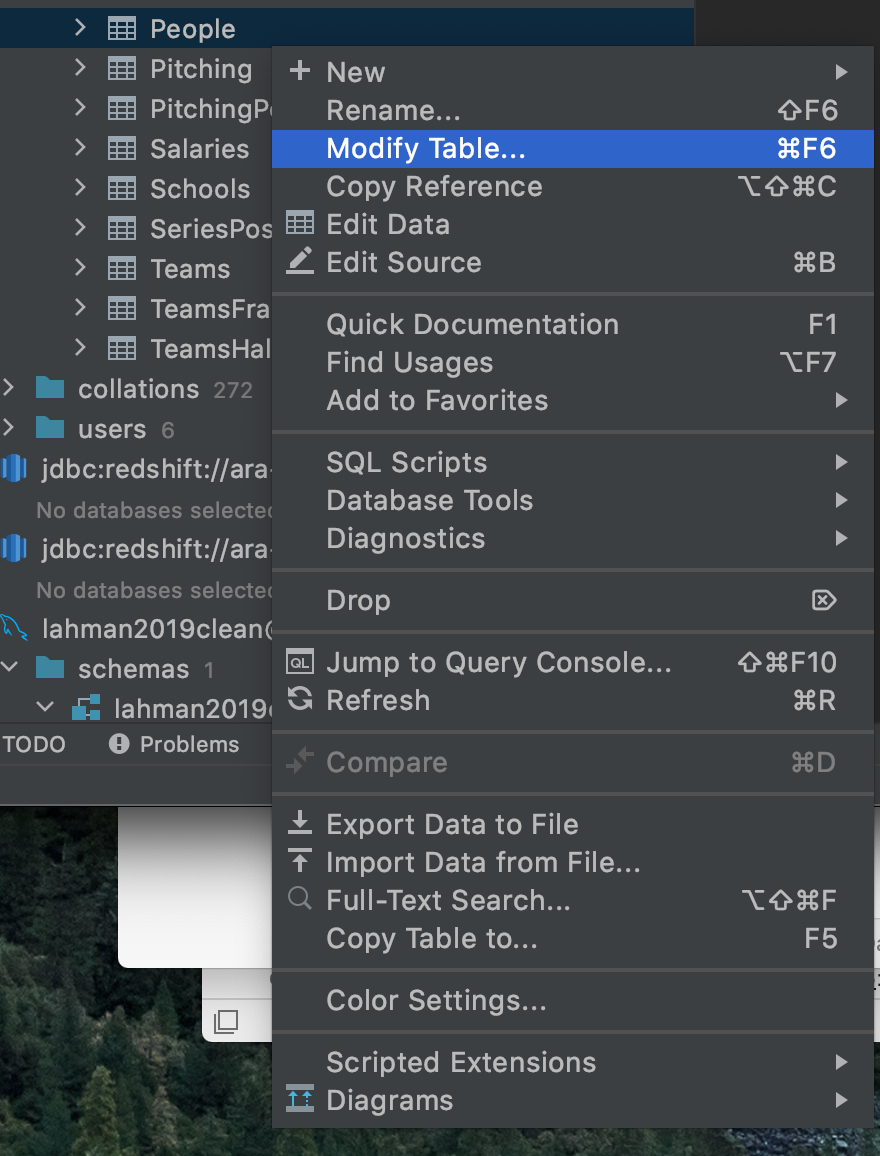 People
Pitching
PitchingP
Salaries
Schools
SeriesPos
Teams
TeamsFra
TeamsHal
collations 272
users 6
jdbc:redshift://ara-
No databases selected
jdbc:redshift://ara-
No databases selected
lahman2019clean@
schemas 1
lahman2019c
TODO
Problems
New
Rename... ⇧F6
Modify Table... ⌘F6
Copy Reference ⌥⇧⌘C
Edit Data
Edit Source ⌘B
Quick Documentation F1
Find Usages ⌥F7
Add to Favorites
SQL Scripts
Database Tools
Diagnostics
Drop ⌦
QL Jump to Query Console... ⇧⌘F10
Refresh ⌘R
Compare ⌘D
Export Data to File
Import Data from File...
Full-Text Search... ⌥⇧⌘F
Copy Table to... F5
Color Settings...
Scripted Extensions
Diagrams